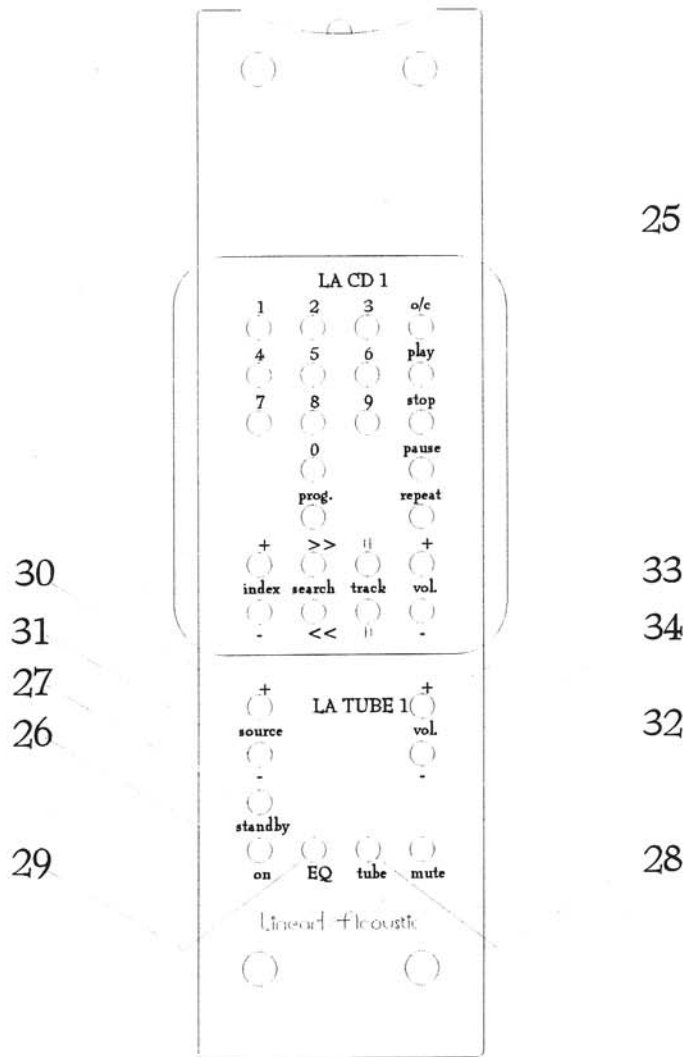 25
LA CD 1
1 2 3 o/c
4 5 6 play
7 8 9 stop
0 pause
prog. repeat
+ >> +
30 index search track vol. 33
31 - << - 34
27 + LA TUBE 1 +
26 source vol. 32
- -
standby
29 on EQ tube mute 28
Lineart Acoustic